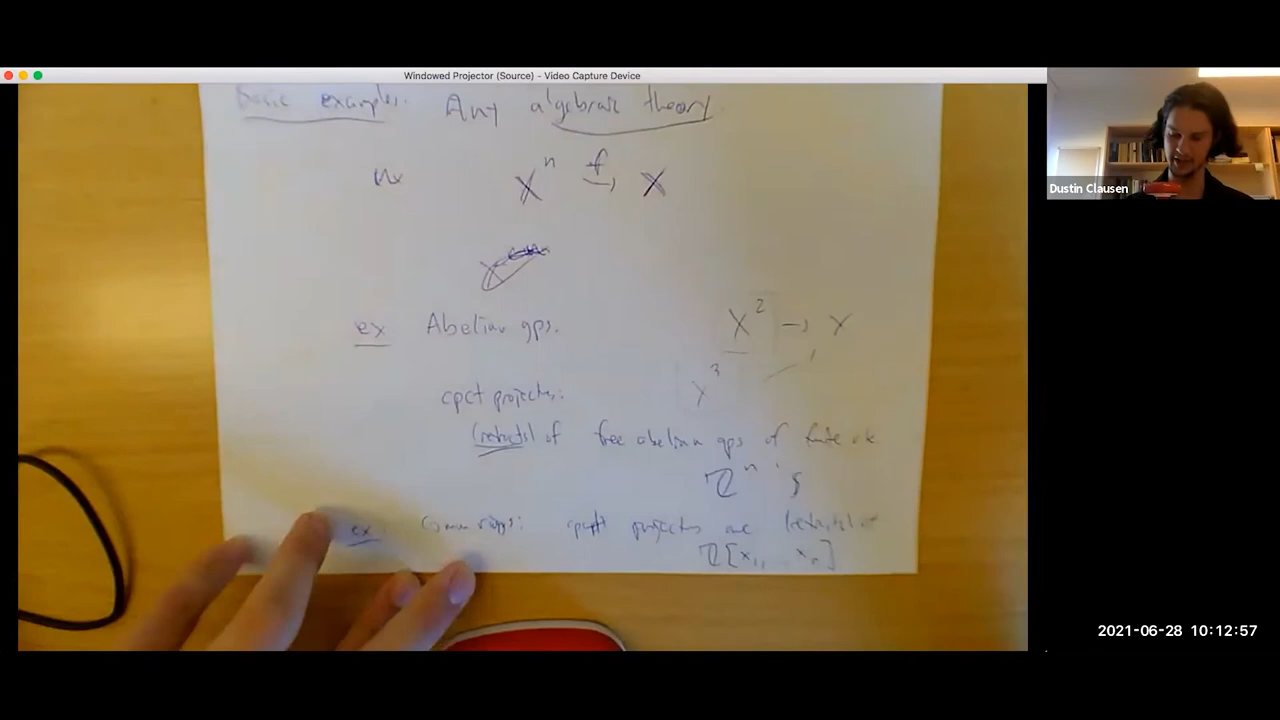 Windowed Projector (Source) - Video Capture Device
Basic examples. Any algebraic theory
X^n →^f X
ex Abelian gps. X^2 → X
cpct projectives: X^3
(retracts) of free abelian gps of finite rk
ℤ^n 's
ex: Comm rings: cpct projectives are (retracts) of
ℤ[x₁, .. x_n]
Dustin Clausen
2021-06-28 10:12:57